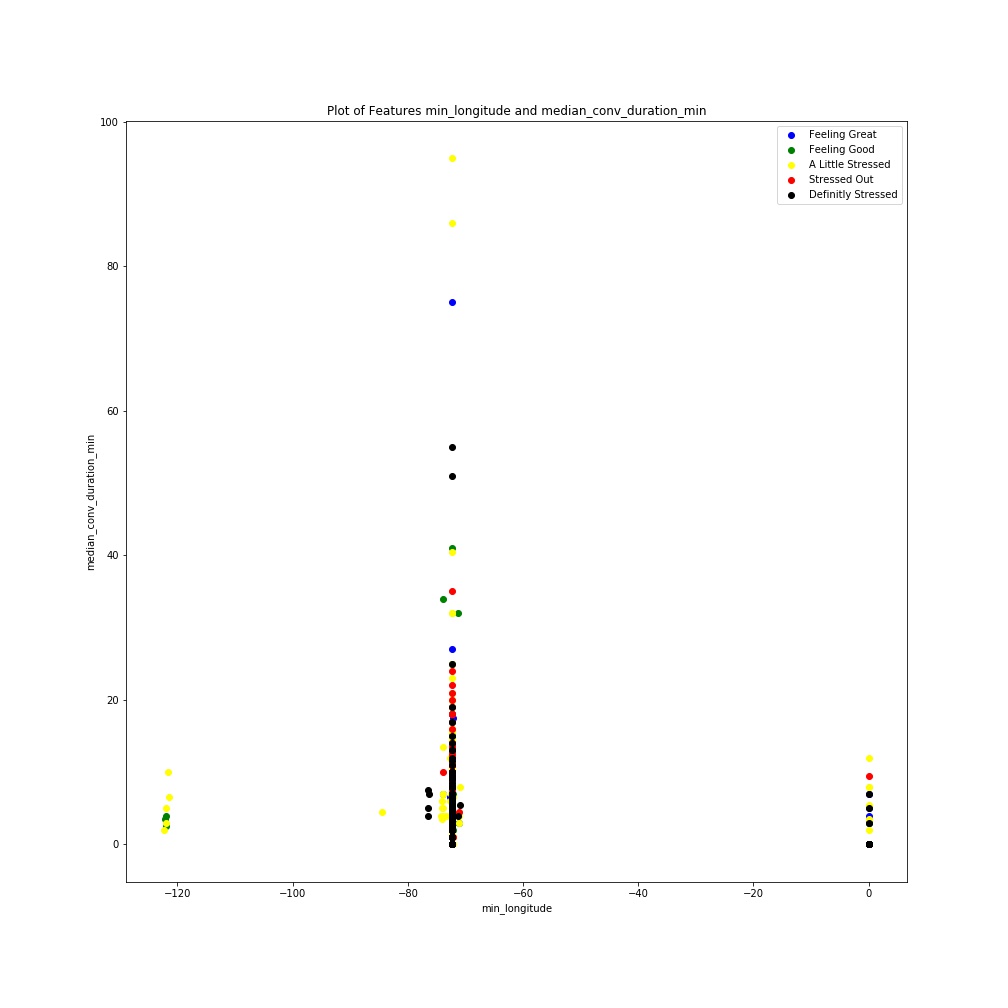 Plot of Features min_longitude and median_conv_duration_min
100
80
60
40
20
0
median_conv_duration_min
Feeling Great
Feeling Good
A Little Stressed
Stressed Out
Definitly Stressed
−120
−100
−80
−60
−40
−20
0
min_longitude